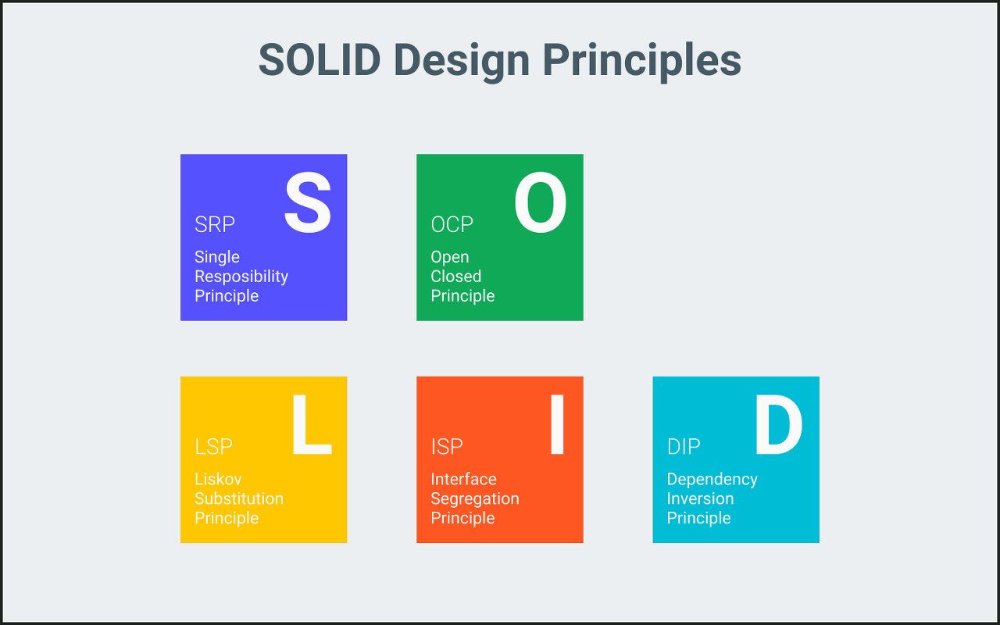 SOLID Design Principles
S
SRP
Single
Resposibility
Principle
O
OCP
Open
Closed
Principle
L
LSP
Liskov
Substitution
Principle
I
ISP
Interface
Segregation
Principle
D
DIP
Dependency
Inversion
Principle